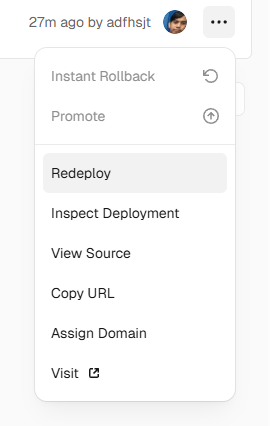 27m ago by adfhsjt
Instant Rollback
Promote
Redeploy
Inspect Deployment
View Source
Copy URL
Assign Domain
Visit